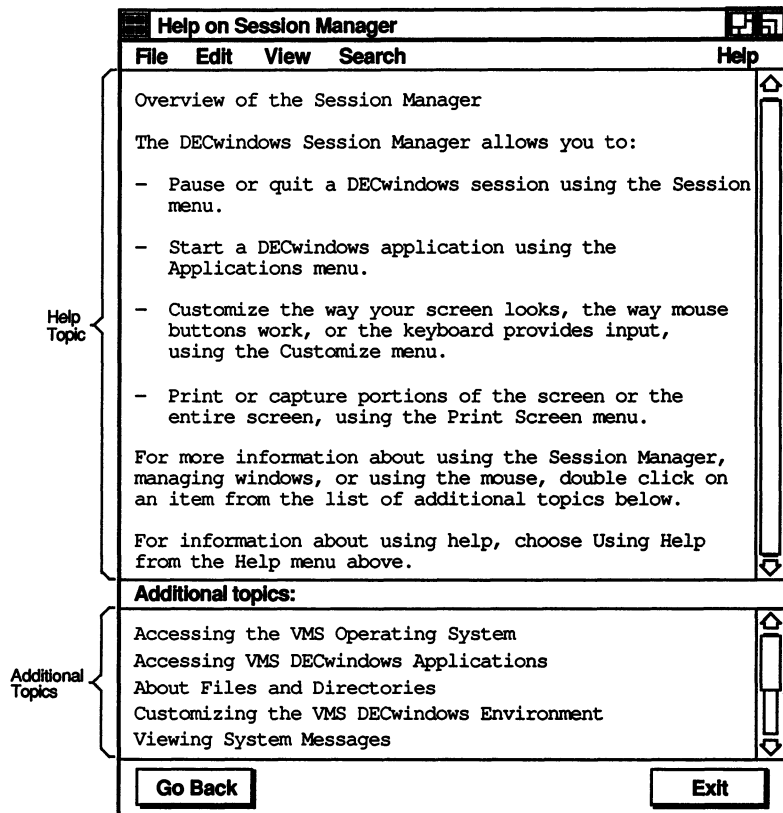 Help on Session Manager
File Edit View Search Help
Overview of the Session Manager
The DECwindows Session Manager allows you to:
– Pause or quit a DECwindows session using the Session
menu.
– Start a DECwindows application using the
Applications menu.
– Customize the way your screen looks, the way mouse
buttons work, or the keyboard provides input,
using the Customize menu.
– Print or capture portions of the screen or the
entire screen, using the Print Screen menu.
For more information about using the Session Manager,
managing windows, or using the mouse, double click on
an item from the list of additional topics below.
For information about using help, choose Using Help
from the Help menu above.
Help
Topic
Additional topics:
Accessing the VMS Operating System
Accessing VMS DECwindows Applications
About Files and Directories
Customizing the VMS DECwindows Environment
Viewing System Messages
Additional
Topics
Go Back Exit